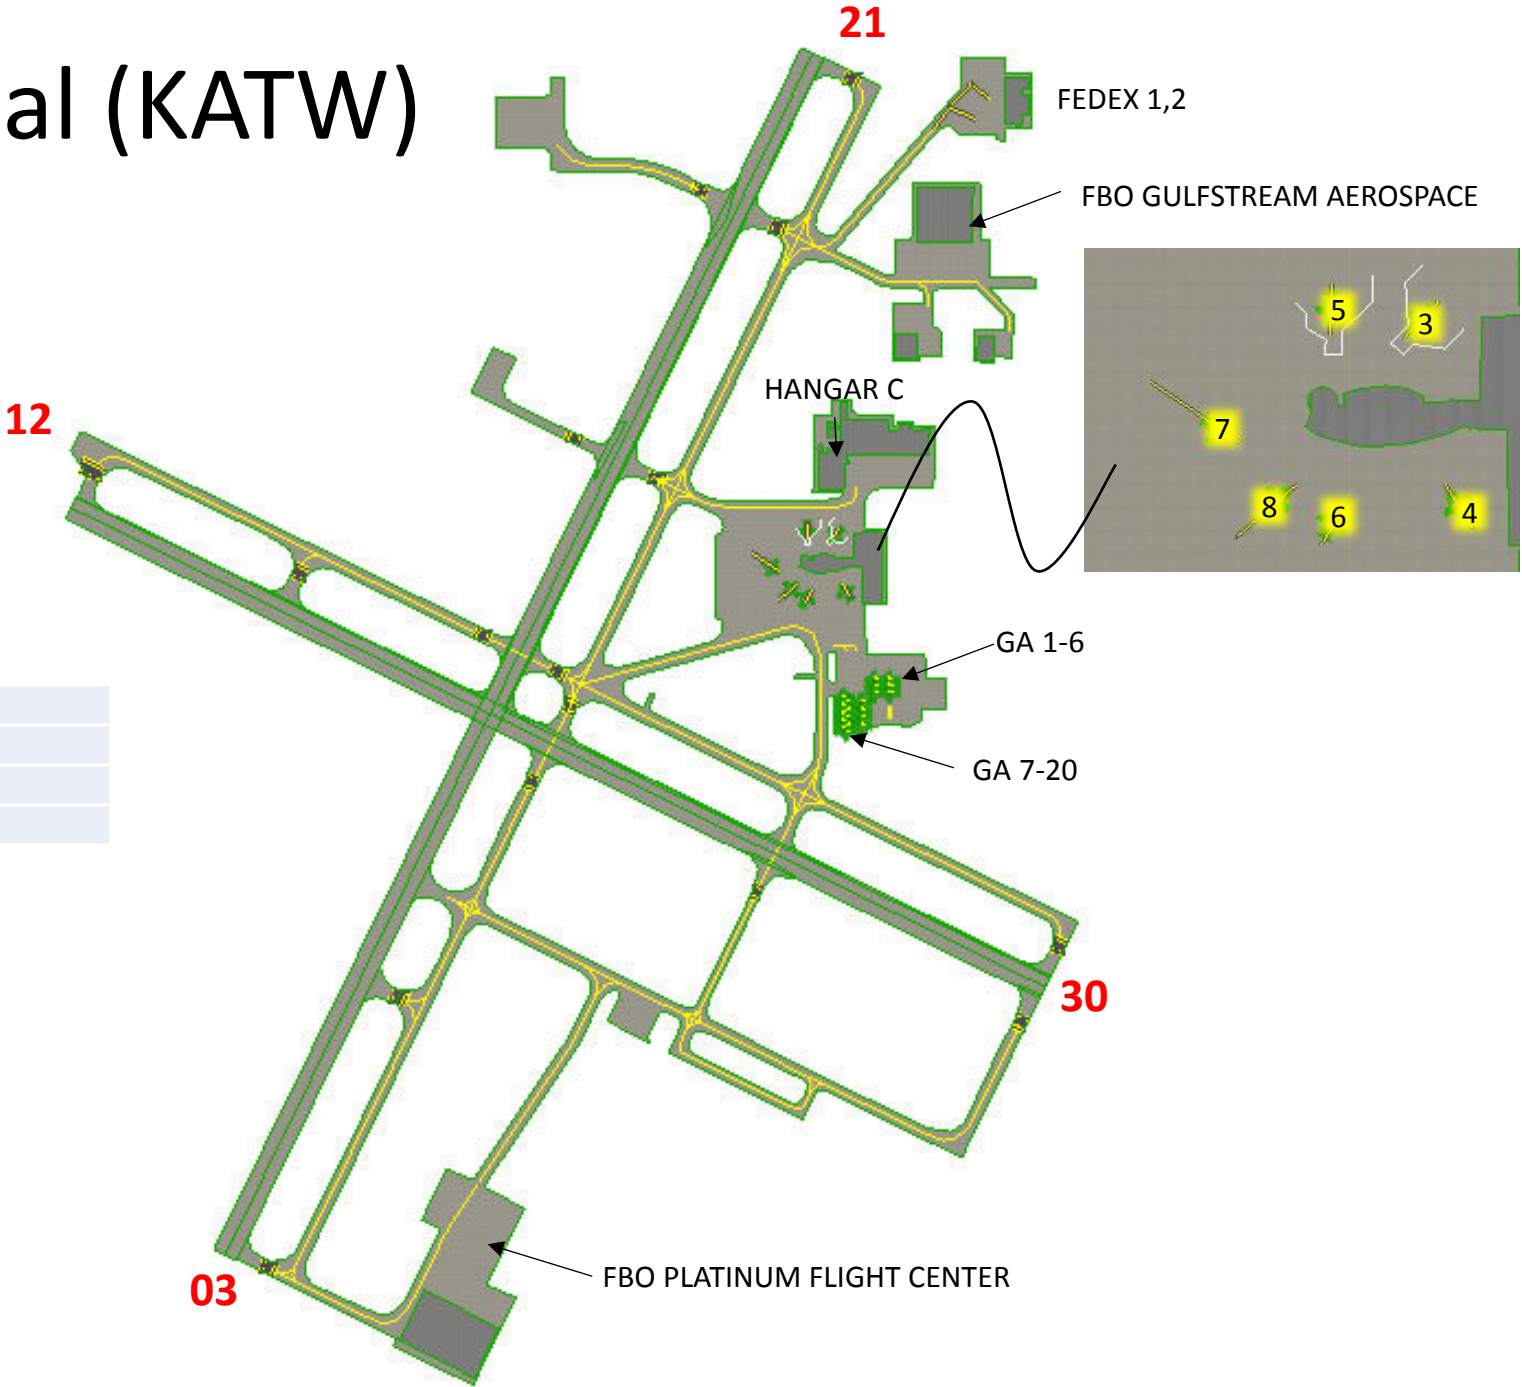 21
al (KATW)
FEDEX 1,2
FBO GULFSTREAM AEROSPACE
5
3
HANGAR C
12
7
8
6
4
GA 1-6
GA 7-20
30
FBO PLATINUM FLIGHT CENTER
03